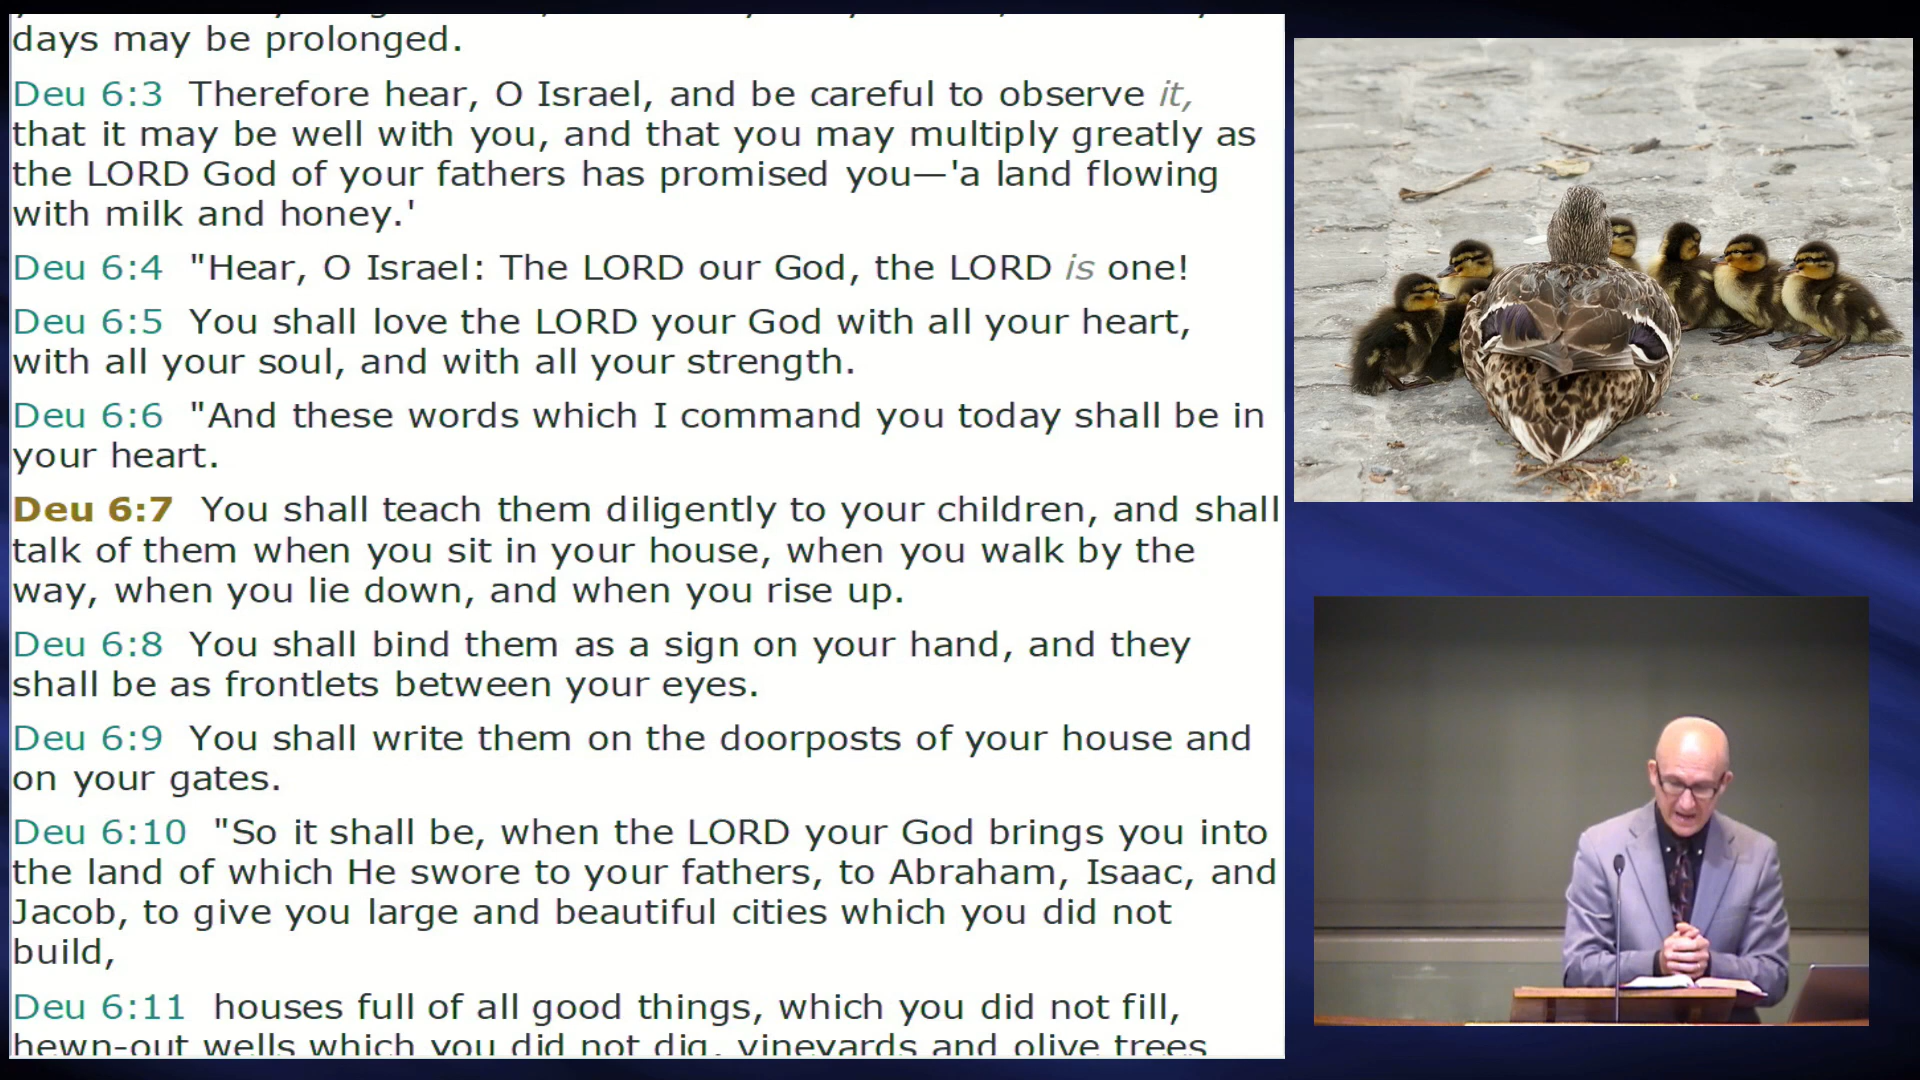 days may be prolonged.
Deu 6:3 Therefore hear, O Israel, and be careful to observe it,
that it may be well with you, and that you may multiply greatly as
the LORD God of your fathers has promised you—'a land flowing
with milk and honey.'
Deu 6:4 "Hear, O Israel: The LORD our God, the LORD is one!
Deu 6:5 You shall love the LORD your God with all your heart,
with all your soul, and with all your strength.
Deu 6:6 "And these words which I command you today shall be in
your heart.
Deu 6:7 You shall teach them diligently to your children, and shall
talk of them when you sit in your house, when you walk by the
way, when you lie down, and when you rise up.
Deu 6:8 You shall bind them as a sign on your hand, and they
shall be as frontlets between your eyes.
Deu 6:9 You shall write them on the doorposts of your house and
on your gates.
Deu 6:10 "So it shall be, when the LORD your God brings you into
the land of which He swore to your fathers, to Abraham, Isaac, and
Jacob, to give you large and beautiful cities which you did not
build,
Deu 6:11 houses full of all good things, which you did not fill,
hewn-out wells which you did not dig, vineyards and olive trees